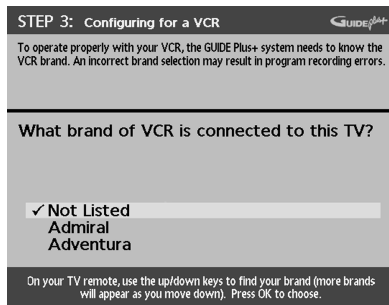 STEP 3: Configuring for a VCR
GUIDE plus+
To operate properly with your VCR, the GUIDE Plus+ system needs to know the
VCR brand. An incorrect brand selection may result in program recording errors.
What brand of VCR is connected to this TV?
✓ Not Listed
Admiral
Adventura
On your TV remote, use the up/down keys to find your brand (more brands
will appear as you move down). Press OK to choose.